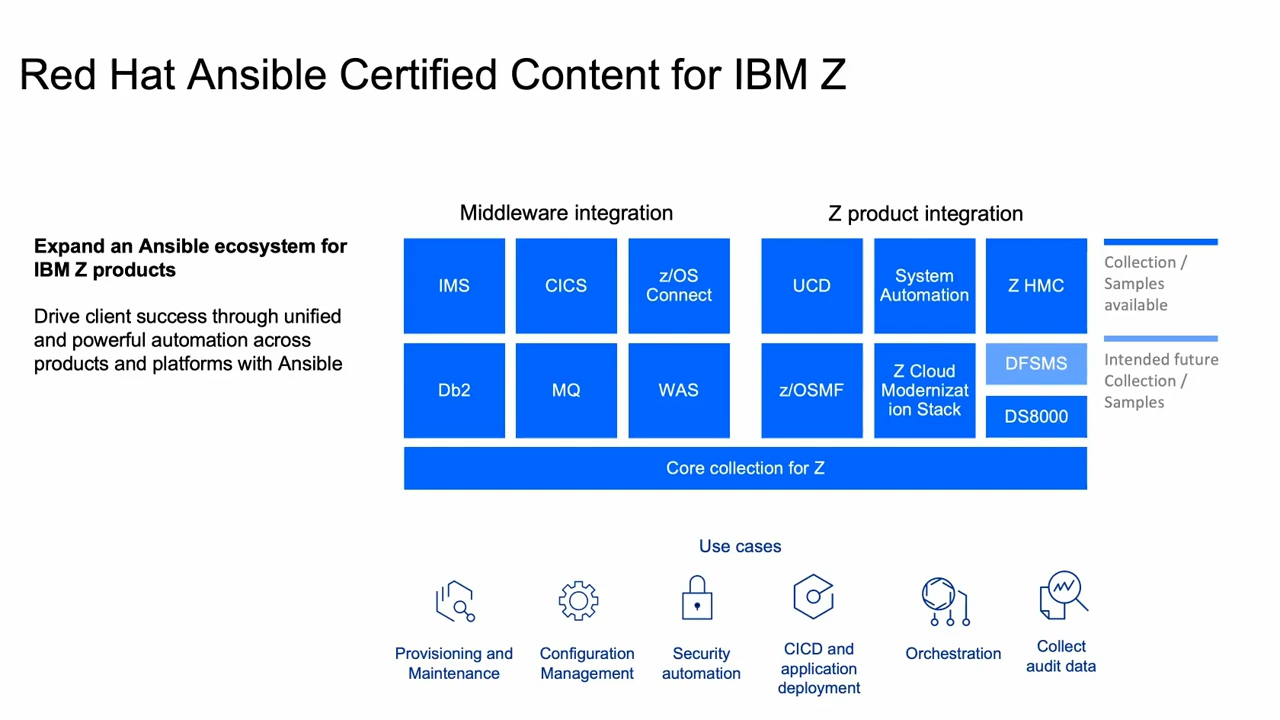 Red Hat Ansible Certified Content for IBM Z
Expand an Ansible ecosystem for
IBM Z products
Drive client success through unified
and powerful automation across
products and platforms with Ansible
Middleware integration
IMS
CICS
z/OS
Connect
Db2
MQ
WAS
Z product integration
UCD
System
Automation
Z HMC
z/OSMF
Z Cloud
Modernizat
ion Stack
DFSMS
DS8000
Core collection for Z
Collection /
Samples
available
Intended future
Collection /
Samples
Use cases
Provisioning and
Maintenance
Configuration
Management
Security
automation
CICD and
application
deployment
Orchestration
Collect
audit data